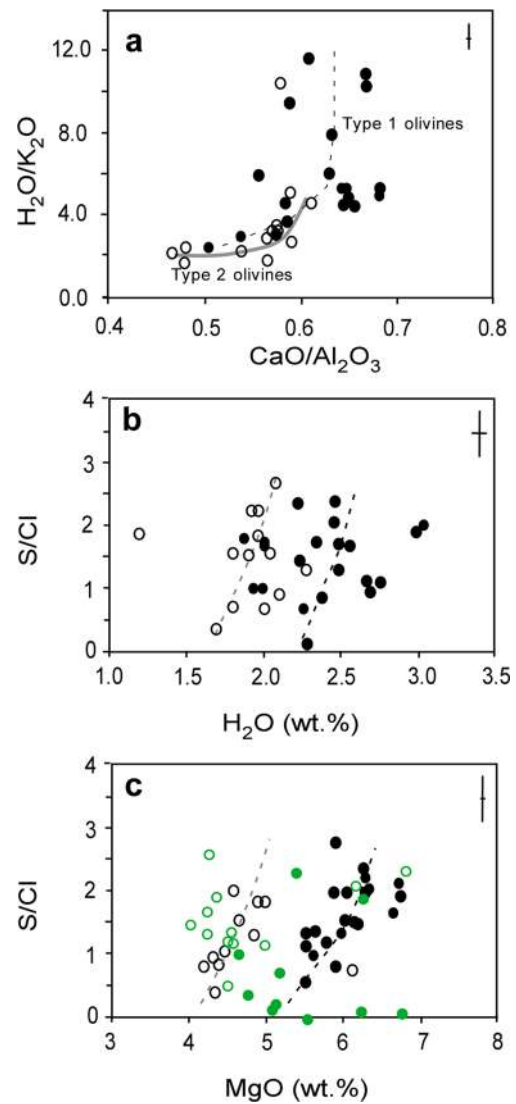 a
12.0
8.0
4.0
0.0
H₂O/K₂O
Type 1 olivines
Type 2 olivines
0.4 0.5 0.6 0.7 0.8
CaO/Al₂O₃
b
4
3
2
1
0
S/Cl
1.0 1.5 2.0 2.5 3.0 3.5
H₂O (wt.%)
c
4
3
2
1
0
S/Cl
3 4 5 6 7 8
MgO (wt.%)